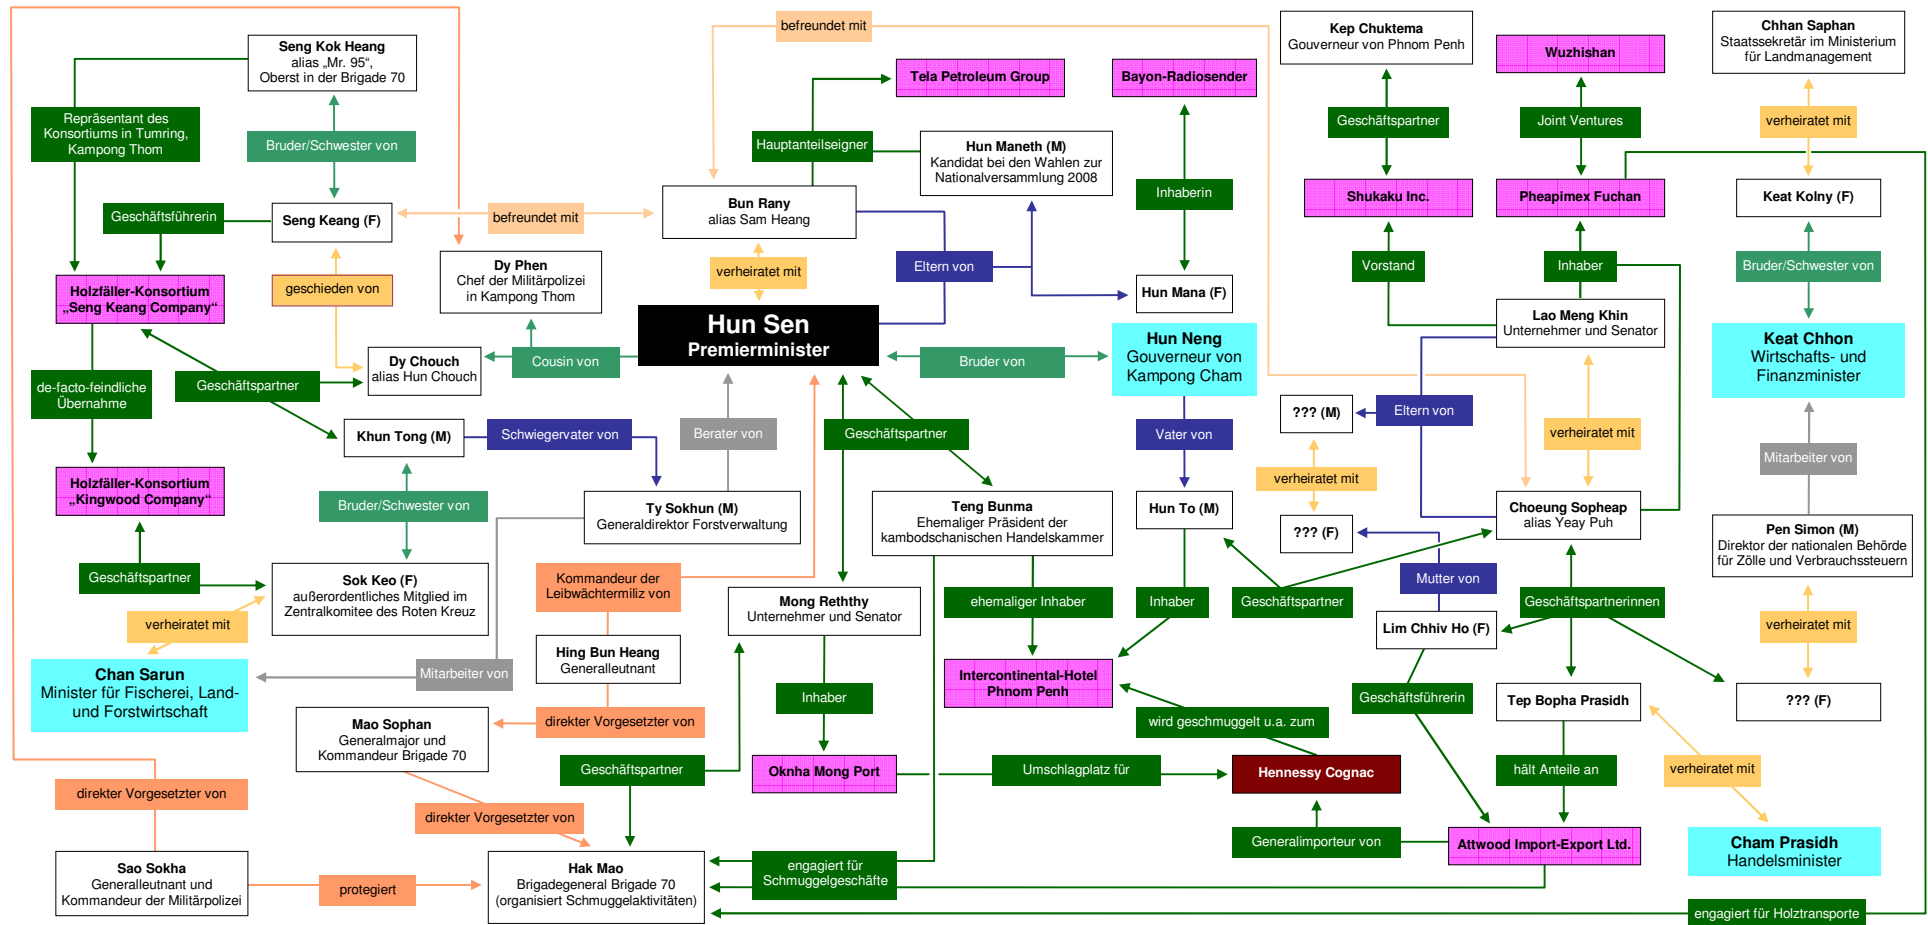 befreundet mit
Kep Chuktema
Gouverneur von Phnom Penh
Chhan Saphan
Staatssekretär im Ministerium
für Landmanagement
Seng Kok Heang
alias „Mr. 95“,
Oberst in der Brigade 70
Wuzhishan
Tela Petroleum Group
Bayon-Radiosender
Repräsentant des
Konsortiums in Tumring,
Kampong Thom
Bruder/Schwester von
Hauptanteilseigner
Hun Maneth (M)
Kandidat bei den Wahlen zur
Nationalversammlung 2008
Geschäftspartner
Joint Ventures
verheiratet mit
Inhaberin
Shukaku Inc.
Pheapimex Fuchan
Keat Kolny (F)
Geschäftsführerin
Seng Keang (F)
befreundet mit
Bun Rany
alias Sam Heang
Eltern von
Vorstand
Inhaber
Bruder/Schwester von
Dy Phen
Chef der Militärpolizei
in Kampong Thom
verheiratet mit
geschieden von
Holzfäller-Konsortium
„Seng Keang Company“
Hun Mana (F)
Hun Sen
Premierminister
Lao Meng Khin
Unternehmer und Senator
Hun Neng
Gouverneur von
Kampong Cham
Keat Chhon
Wirtschafts- und
Finanzminister
Dy Chouch
alias Hun Chouch
Cousin von
Bruder von
de-facto-feindliche
Übernahme
Geschäftspartner
Khun Tong (M)
Schwiegervater von
Berater von
Geschäftspartner
Vater von
??? (M)
Eltern von
verheiratet mit
Mitarbeiter von
verheiratet mit
Holzfäller-Konsortium
„Kingwood Company“
Bruder/Schwester von
Ty Sokhun (M)
Generaldirektor Forstverwaltung
Teng Bunma
Ehemaliger Präsident der
kambodschanischen Handelskammer
Hun To (M)
??? (F)
Choeung Sopheap
alias Yeay Puh
Pen Simon (M)
Direktor der nationalen Behörde
für Zölle und Verbrauchssteuern
Geschäftspartner
Sok Keo (F)
außerordentliches Mitglied im
Zentralkomitee des Roten Kreuz
Kommandeur der
Leibwächtermiliz von
Mong Reththy
Unternehmer und Senator
ehemaliger Inhaber
Inhaber
Geschäftspartner
Mutter von
Geschäftspartnerinnen
verheiratet mit
verheiratet mit
Lim Chhiv Ho (F)
Chan Sarun
Minister für Fischerei, Land-
und Forstwirtschaft
Mitarbeiter von
Hing Bun Heang
Generalleutnant
Inhaber
Intercontinental-Hotel
Phnom Penh
Geschäftsführerin
Tep Bopha Prasidh
??? (F)
Mao Sophan
Generalmajor und
Kommandeur Brigade 70
direkter Vorgesetzter von
wird geschmuggelt u.a. zum
Geschäftspartner
Oknha Mong Port
Umschlagplatz für
Hennessy Cognac
hält Anteile an
verheiratet mit
direkter Vorgesetzter von
direkter Vorgesetzter von
Generalimporteur von
Attwood Import-Export Ltd.
Cham Prasidh
Handelsminister
Sao Sokha
Generalleutnant und
Kommandeur der Militärpolizei
protegiert
Hak Mao
Brigadegeneral Brigade 70
(organisiert Schmuggelaktivitäten)
engagiert für
Schmuggelgeschäfte
engagiert für Holztransporte